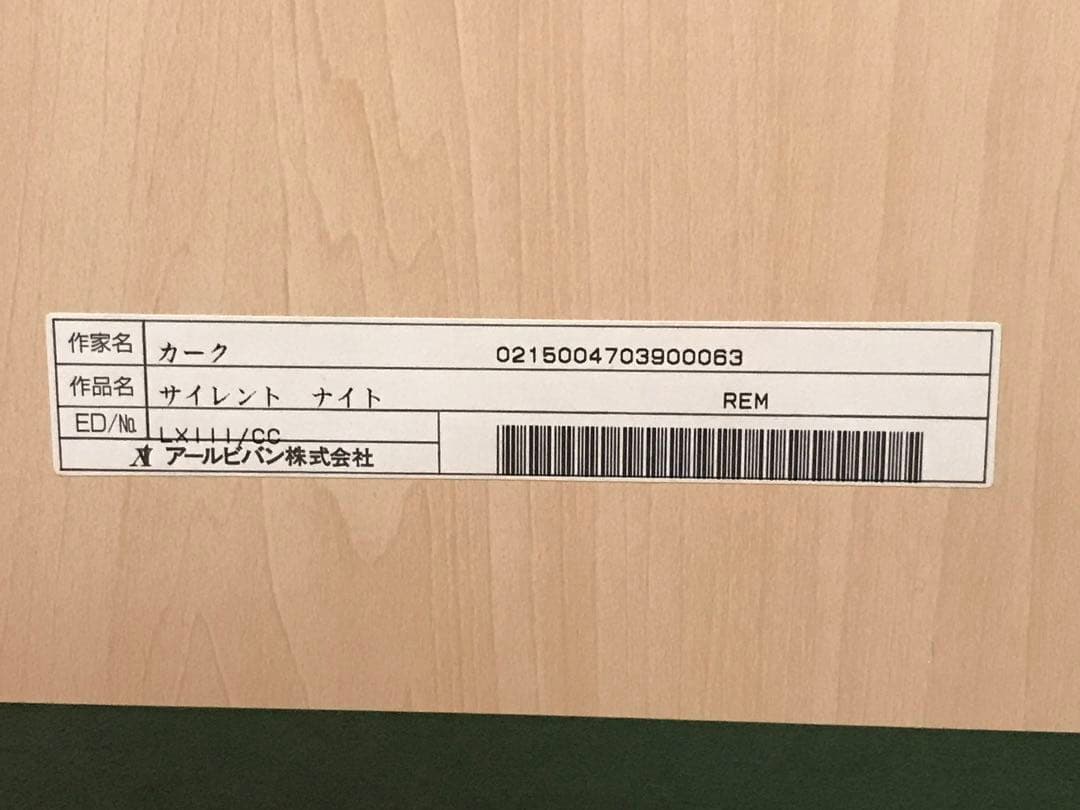 作家名 カーク 0215004703900063
作品名 サイレント ナイト REM
ED/No. LXIII/CC
アールビバン株式会社